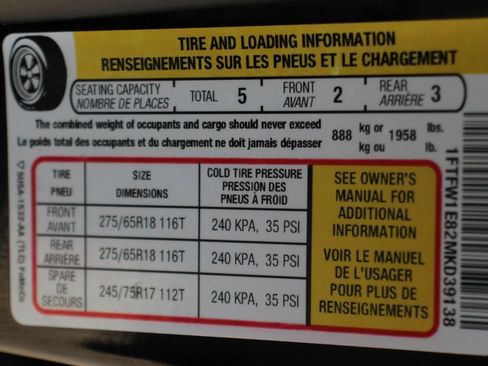 TIRE AND LOADING INFORMATION
RENSEIGNEMENTS SUR LES PNEUS ET LE CHARGEMENT
SEATING CAPACITY
NOMBRE DE PLACES
TOTAL 5
FRONT
AVANT 2
REAR
ARRIÈRE 3
The combined weight of occupants and cargo should never exceed 888 kg or 1958 lbs.
Le poids total des occupants et du chargement ne doit jamais dépasser kg ou lb.
TIRE
PNEU
SIZE
DIMENSIONS
COLD TIRE PRESSURE
PRESSION DES
PNEUS À FROID
FRONT
AVANT
275/65R18 116T
240 KPA, 35 PSI
REAR
ARRIÈRE
275/65R18 116T
240 KPA, 35 PSI
SPARE
DE
SECOURS
245/75R17 112T
240 KPA, 35 PSI
SEE OWNER'S
MANUAL FOR
ADDITIONAL
INFORMATION
VOIR LE MANUEL
DE L'USAGER
POUR PLUS DE
RENSEIGNEMENTS
1FTFW1E82MKD39138
5USA-1532-AA (TLC) FoMoCo